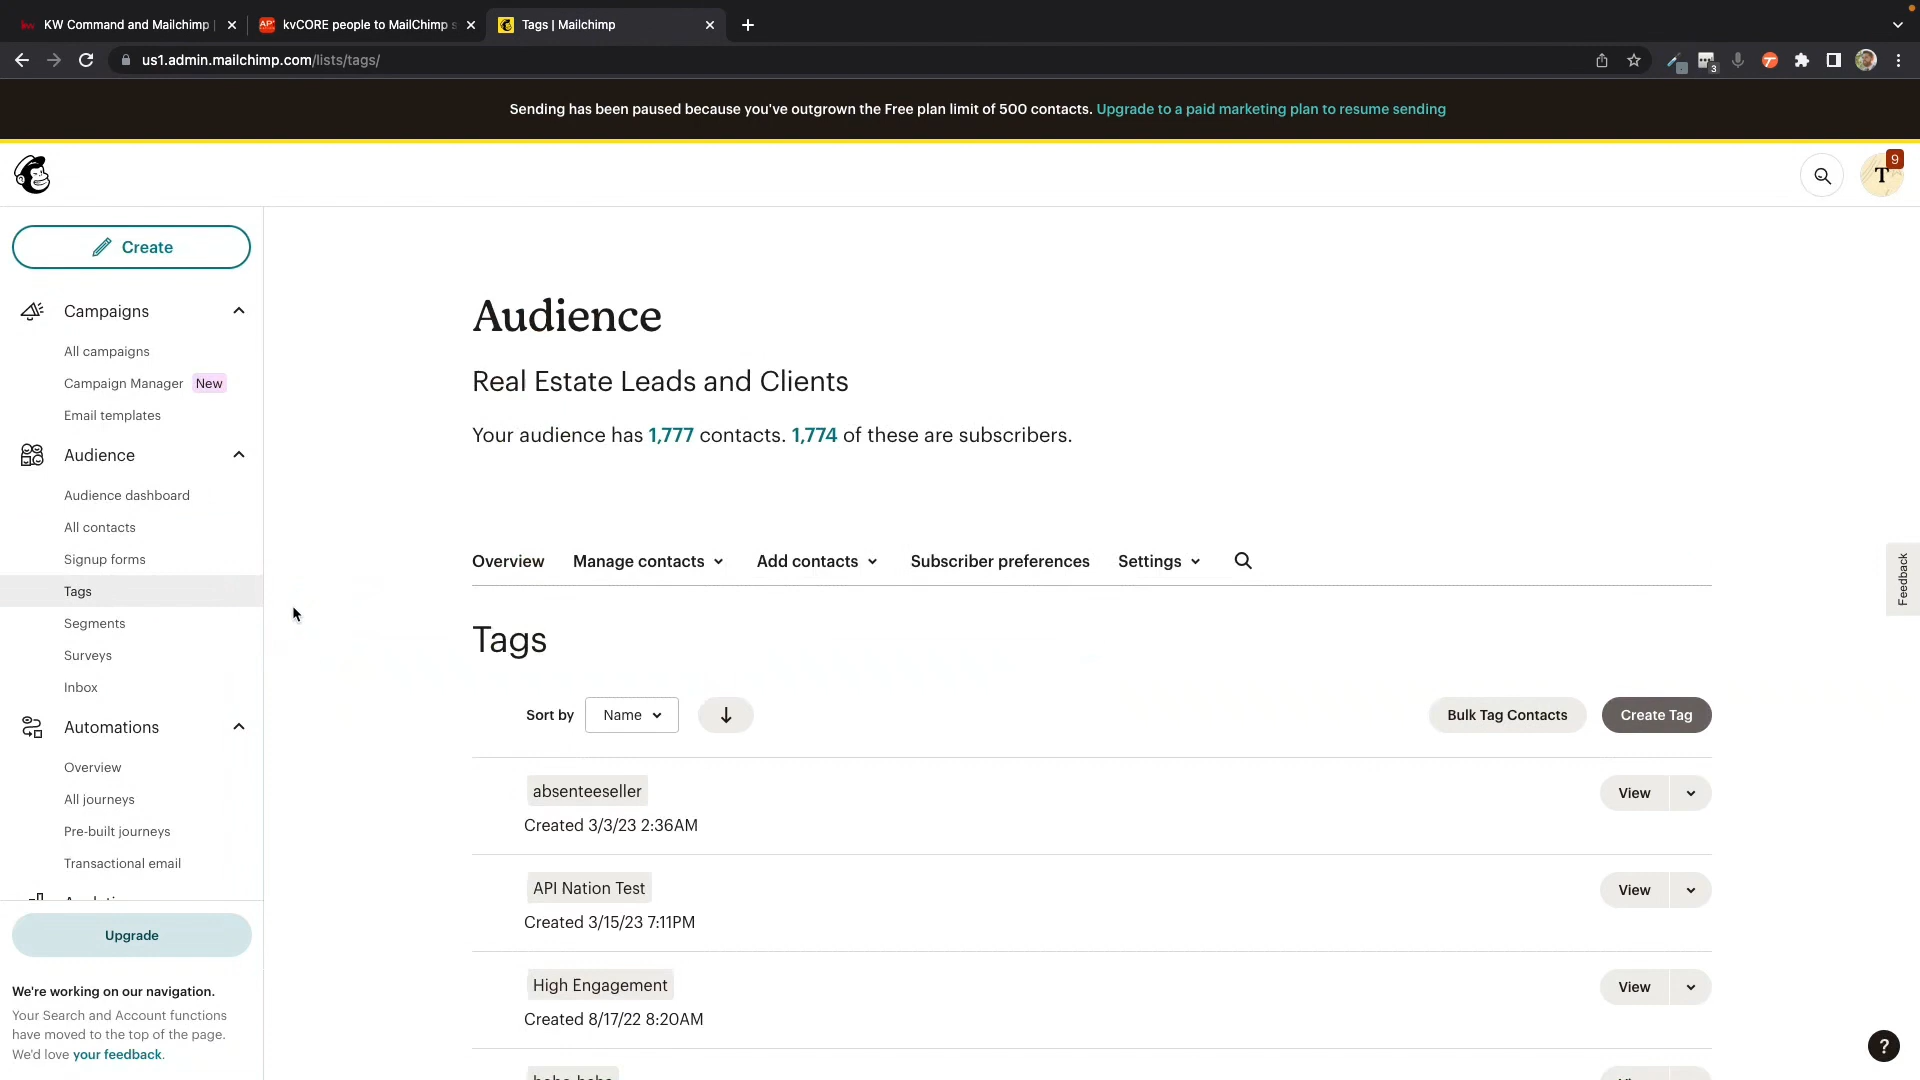 KW Command and Mailchimp |
kvCORE people to MailChimp s
Tags | Mailchimp
us1.admin.mailchimp.com/lists/tags/
3
Sending has been paused because you've outgrown the Free plan limit of 500 contacts. Upgrade to a paid marketing plan to resume sending
T
9
Create
Campaigns
All campaigns
Campaign Manager New
Email templates
Audience
Audience dashboard
All contacts
Signup forms
Tags
Segments
Surveys
Inbox
Automations
Overview
All journeys
Pre-built journeys
Transactional email
Upgrade
We're working on our navigation.
Your Search and Account functions
have moved to the top of the page.
We'd love your feedback.
Audience
Real Estate Leads and Clients
Your audience has 1,777 contacts. 1,774 of these are subscribers.
Overview Manage contacts Add contacts Subscriber preferences Settings
Tags
Sort by Name
Bulk Tag Contacts Create Tag
absenteeseller
Created 3/3/23 2:36AM
View
API Nation Test
Created 3/15/23 7:11PM
View
High Engagement
Created 8/17/22 8:20AM
View
Feedback
?